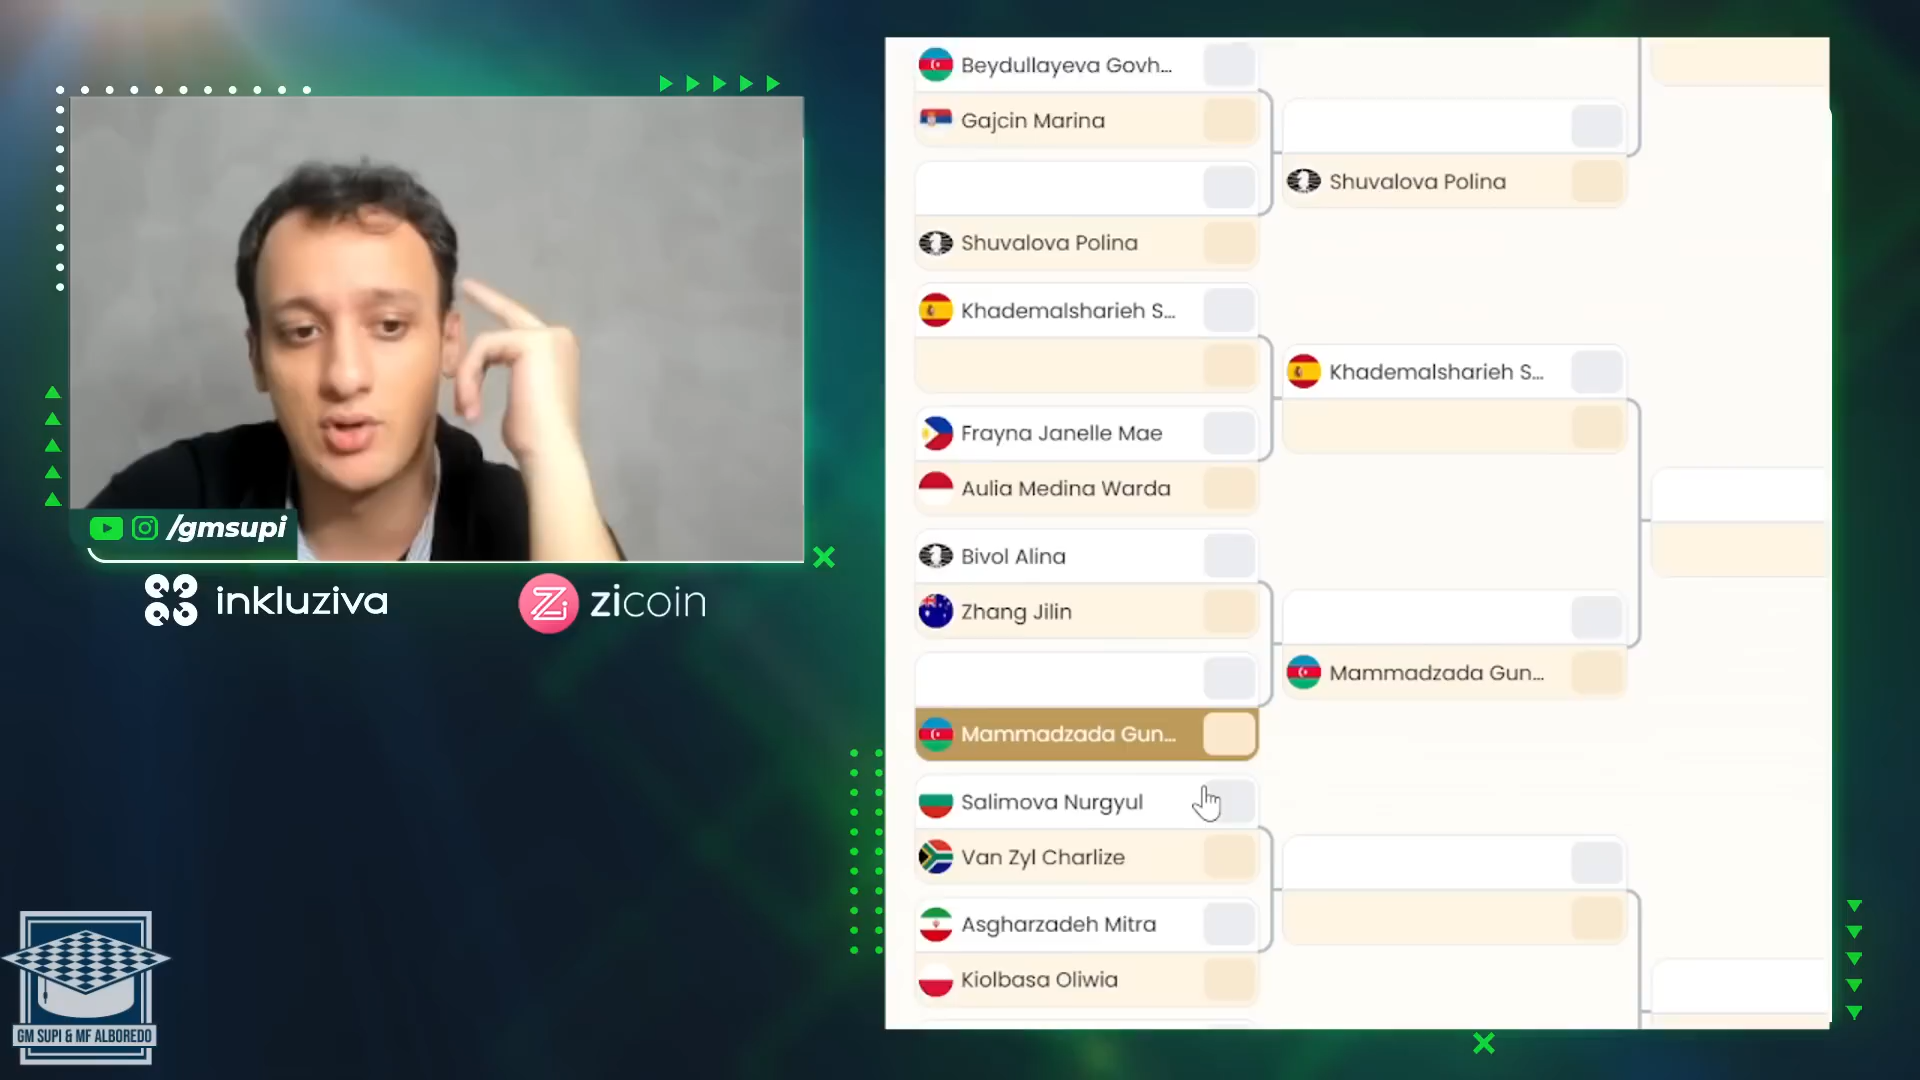 /gmsupi
inkluziva
zicoin
GM SUPI & MF ALBOREDO
Beydullayeva Govh...
Gajcin Marina
Shuvalova Polina
Khademalsharieh S...
Frayna Janelle Mae
Aulia Medina Warda
Bivol Alina
Zhang Jilin
Mammadzada Gun...
Salimova Nurgyul
Van Zyl Charlize
Asgharzadeh Mitra
Kiolbasa Oliwia
Shuvalova Polina
Khademalsharieh S...
Mammadzada Gun...